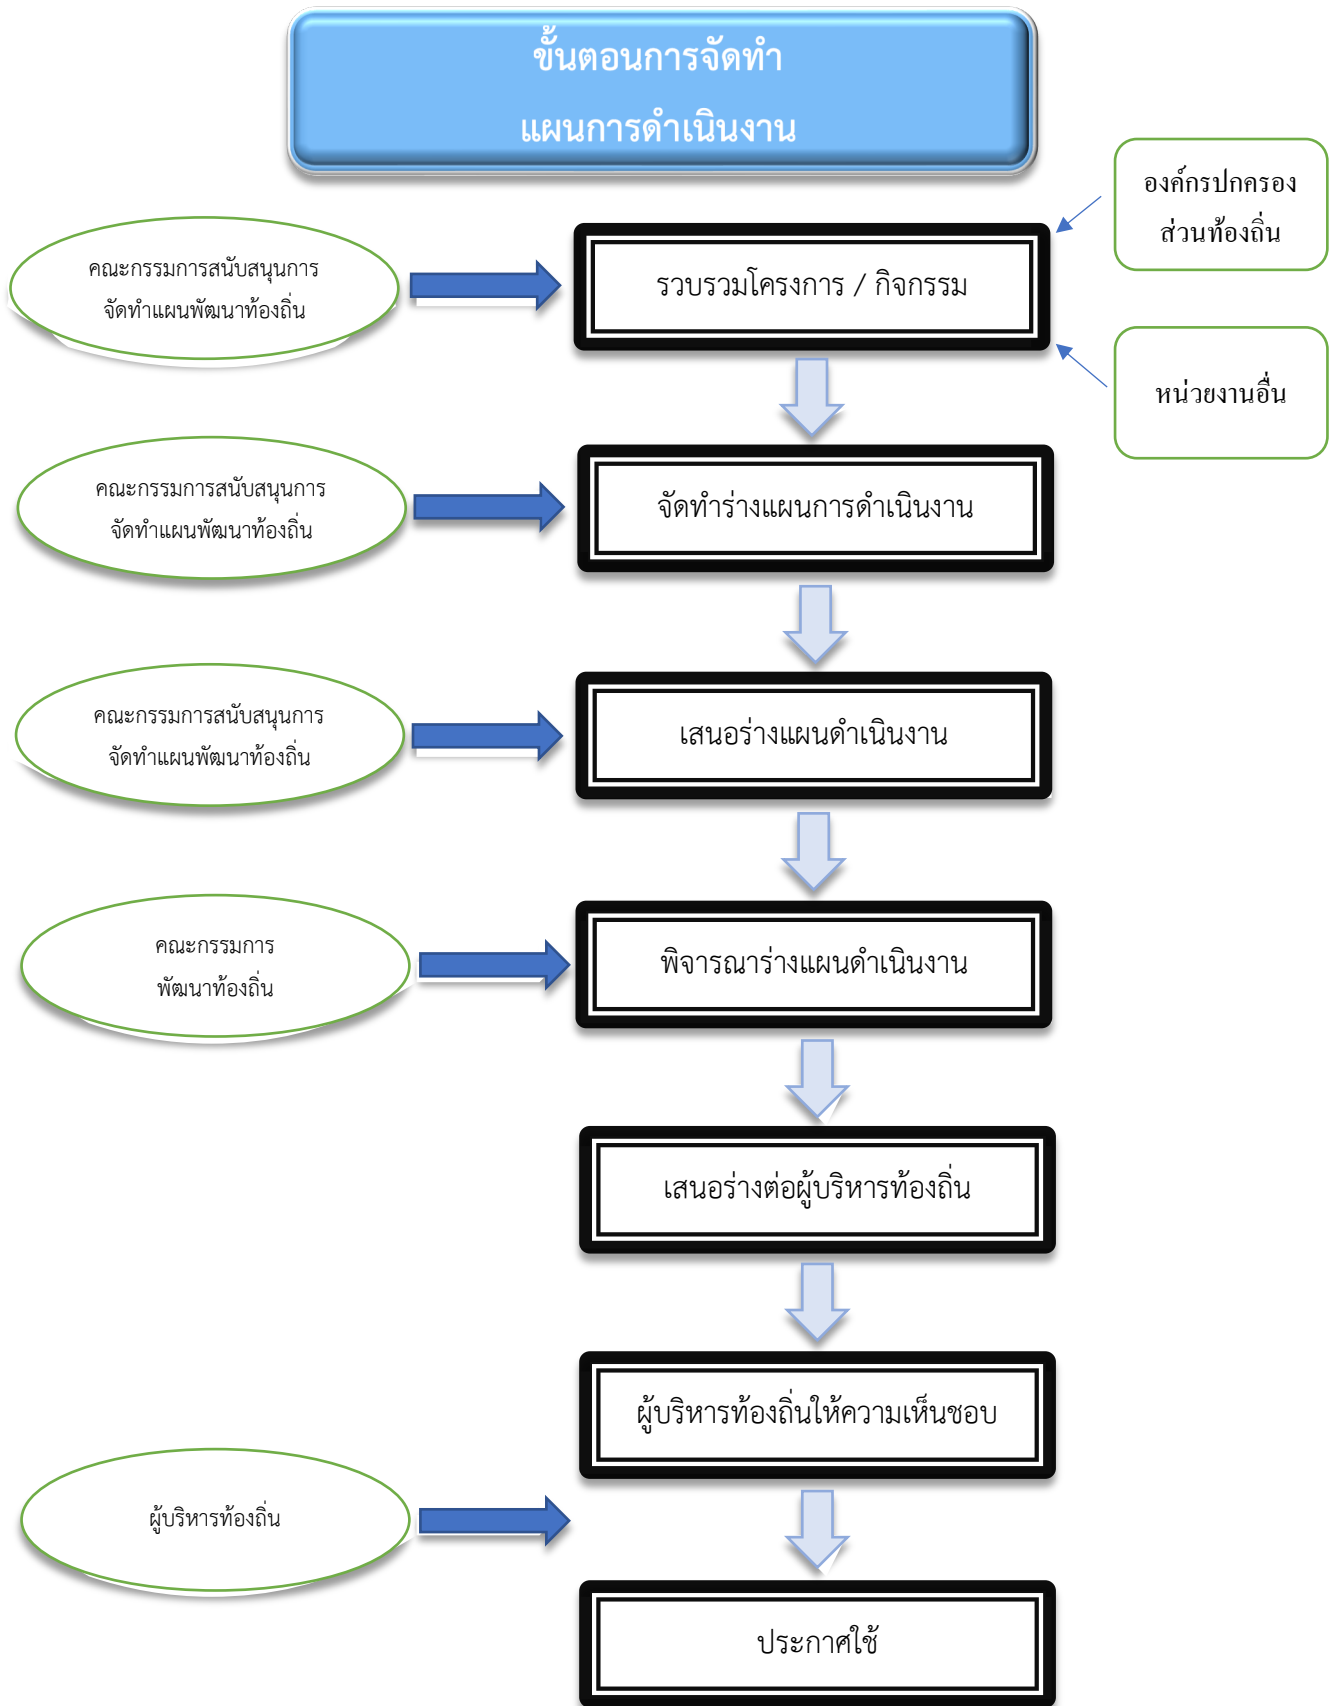 ขั้นตอนการจัดทำ
แผนการดำเนินงาน
องค์กรปกครอง
ส่วนท้องถิ่น
คณะกรรมการสนับสนุนการ
จัดทำแผนพัฒนาท้องถิ่น
รวบรวมโครงการ / กิจกรรม
หน่วยงานอื่น
คณะกรรมการสนับสนุนการ
จัดทำแผนพัฒนาท้องถิ่น
จัดทำร่างแผนการดำเนินงาน
คณะกรรมการสนับสนุนการ
จัดทำแผนพัฒนาท้องถิ่น
เสนอร่างแผนดำเนินงาน
คณะกรรมการ
พัฒนาท้องถิ่น
พิจารณาร่างแผนดำเนินงาน
เสนอร่างต่อผู้บริหารท้องถิ่น
ผู้บริหารท้องถิ่นให้ความเห็นชอบ
ผู้บริหารท้องถิ่น
ประกาศใช้